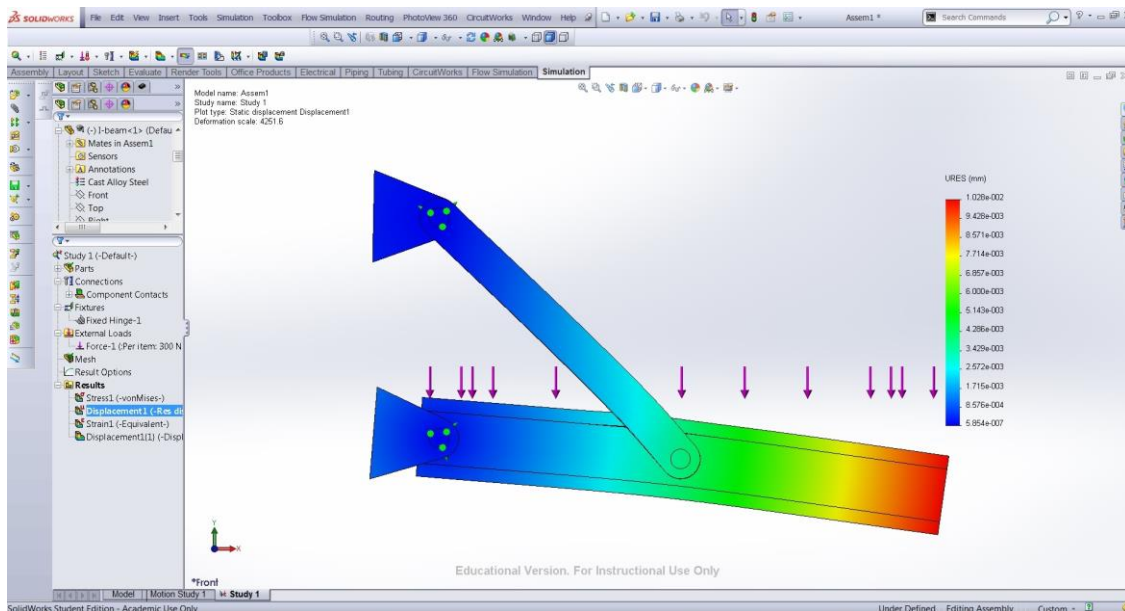 SOLIDWORKS File Edit View Insert Tools Simulation Toolbox Flow Simulation Routing PhotoView 360 CircuitWorks Window Help Assem1 * Search Commands
Assembly Layout Sketch Evaluate Render Tools Office Products Electrical Piping Tubing CircuitWorks Flow Simulation Simulation
(-) I-beam<1> (Defau
Mates in Assem1
Sensors
Annotations
Cast Alloy Steel
Front
Top
Right
Study 1 (-Default-)
Parts
Connections
Component Contacts
Fixtures
Fixed Hinge-1
External Loads
Force-1 (:Per item: 300 N
Mesh
Result Options
Results
Stress1 (-vonMises-)
Displacement1 (-Res di
Strain1 (-Equivalent-)
Displacement1(1) (-Displ
Model name: Assem1
Study name: Study 1
Plot type: Static displacement Displacement1
Deformation scale: 4251.6
URES (mm)
1.028e-002
9.428e-003
8.571e-003
7.714e-003
6.857e-003
6.000e-003
5.143e-003
4.286e-003
3.429e-003
2.572e-003
1.715e-003
8.576e-004
5.854e-007
Y
X
*Front
Educational Version. For Instructional Use Only
Model Motion Study 1 Study 1
SolidWorks Student Edition - Academic Use Only Under Defined Editing Assembly Custom